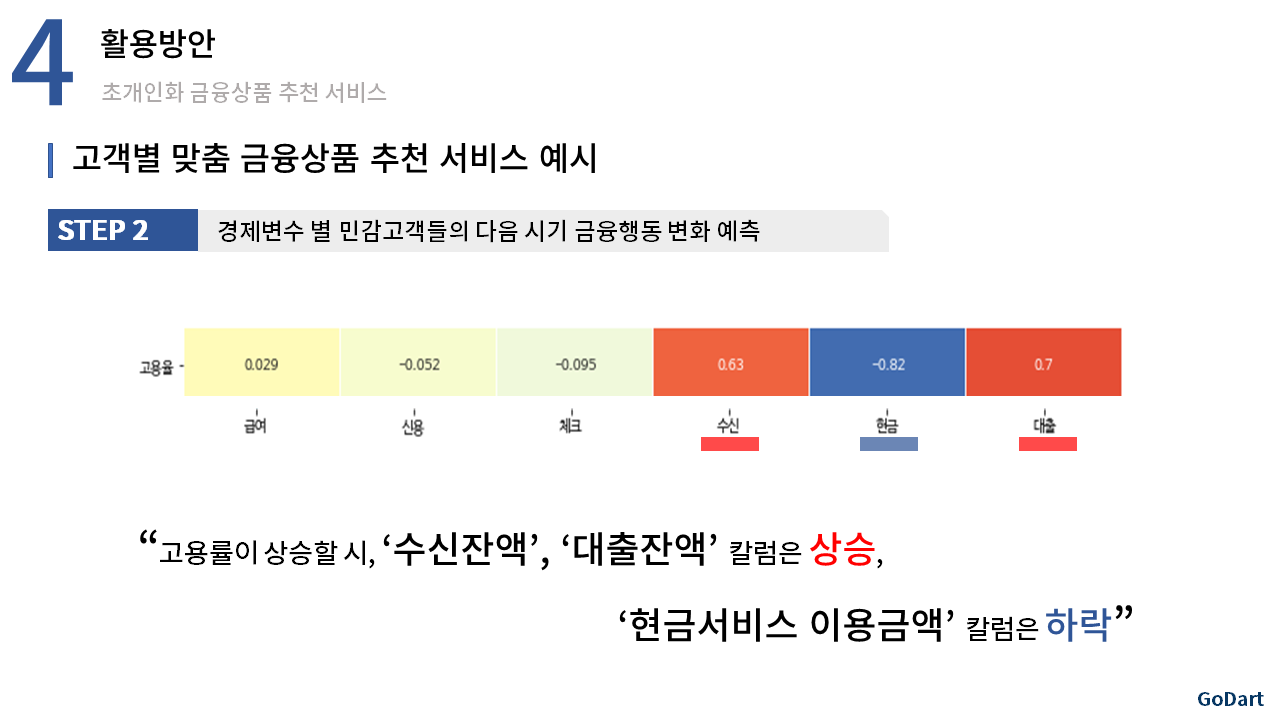 4
활용방안
초개인화 금융상품 추천 서비스
고객별 맞춤 금융상품 추천 서비스 예시
STEP 2
경제변수 별 민감고객들의 다음 시기 금융행동 변화 예측
고용율
0.029 −0.052 −0.095 0.63 −0.82 0.7
급여 신용 체크 수신 현금 대출
“고용률이 상승할 시, ‘수신잔액’, ‘대출잔액’ 칼럼은 상승,
‘현금서비스 이용금액’ 칼럼은 하락”
GoDart